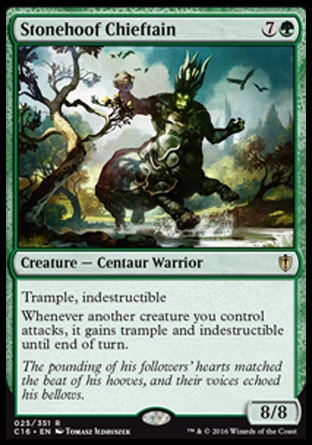 Stonehoof Chieftain 7
Creature — Centaur Warrior
Trample, indestructible
Whenever another creature you control
attacks, it gains trample and indestructible
until end of turn.
The pounding of his followers' hearts matched
the beat of his hooves, and their voices echoed
his bellows.
8/8
025/351 R
C16 • EN Tomasz Jedruszek
™ & © 2016 Wizards of the Coast